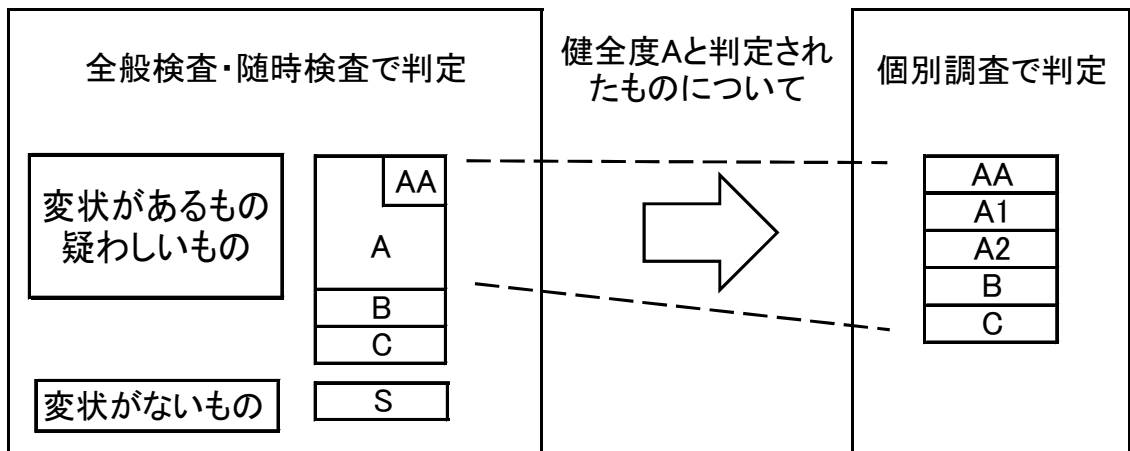 全般検査・随時検査で判定
変状があるもの
疑わしいもの
AA
A
B
C
変状がないもの
S
健全度Aと判定され
たものについて
個別調査で判定
AA
A1
A2
B
C